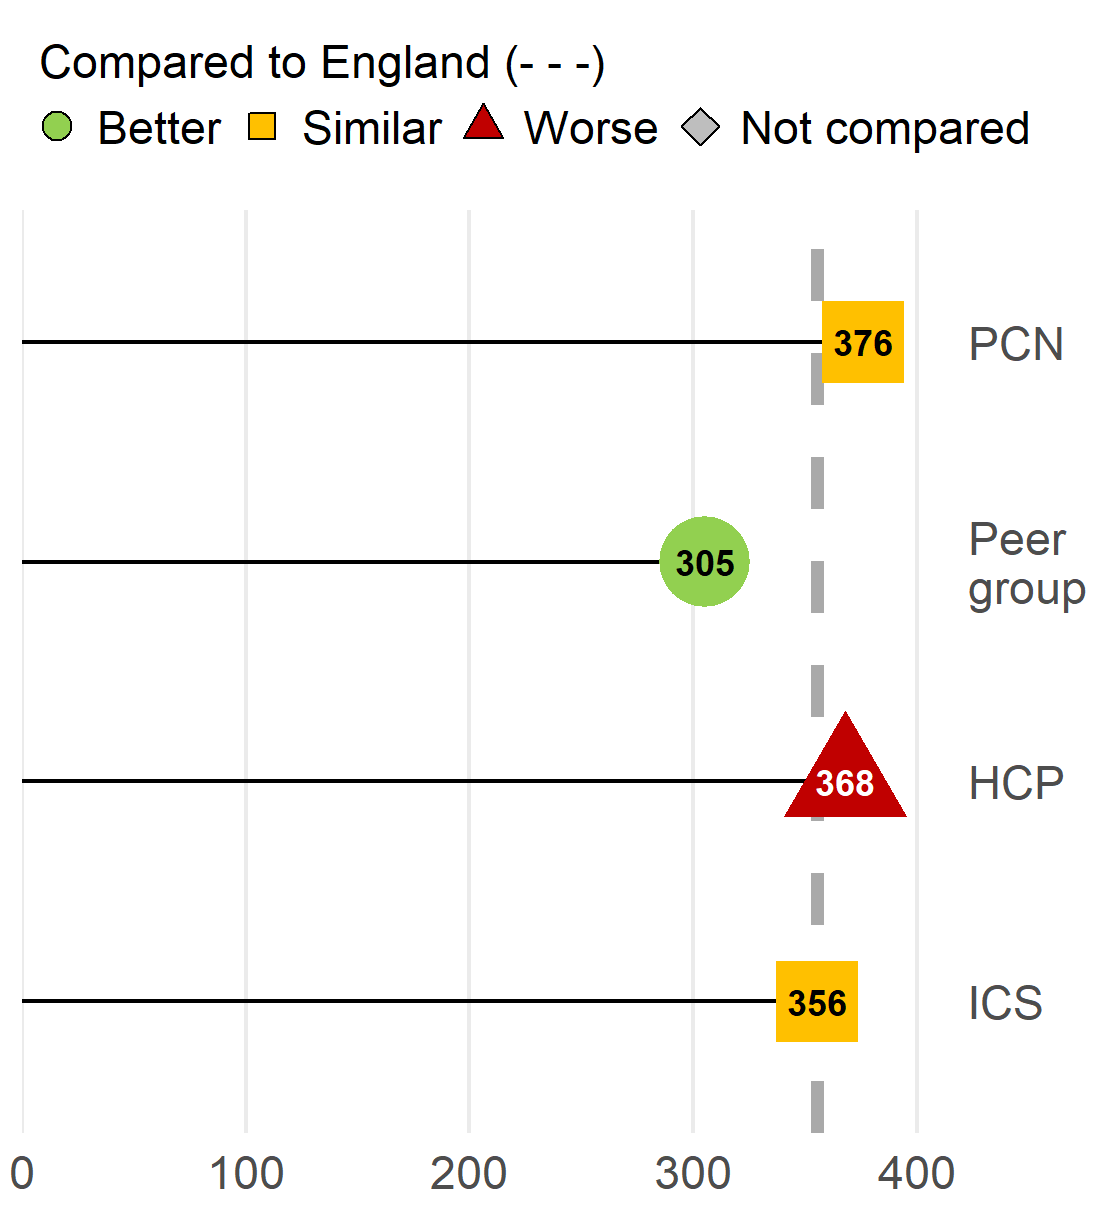 Compared to England (- - -)
Better Similar Worse Not compared
376 PCN
305 Peer
group
368 HCP
356 ICS
0 100 200 300 400